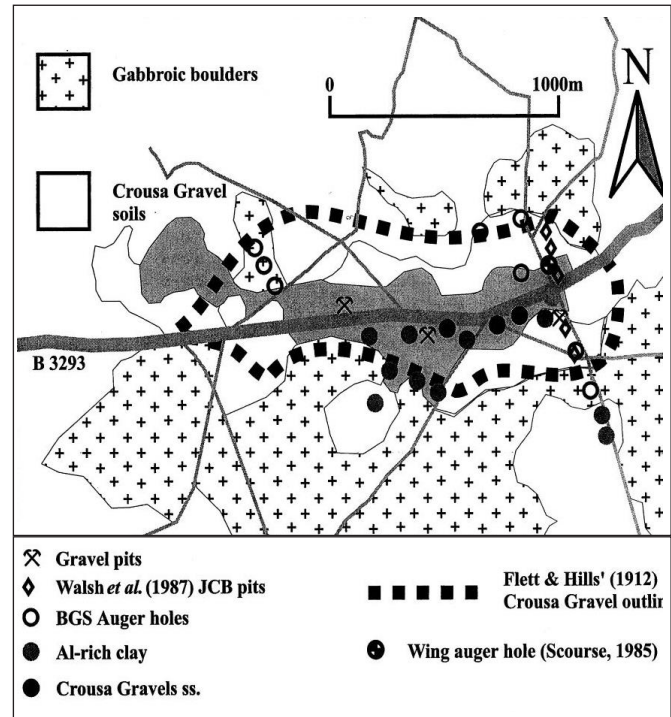 Gabbroic boulders
0 1000m
N
Crousa Gravel
soils
B 3293
Gravel pits
Walsh et al. (1987) JCB pits
BGS Auger holes
Al-rich clay
Crousa Gravels ss.
Flett & Hills' (1912)
Crousa Gravel outlin
Wing auger hole (Scourse, 1985)